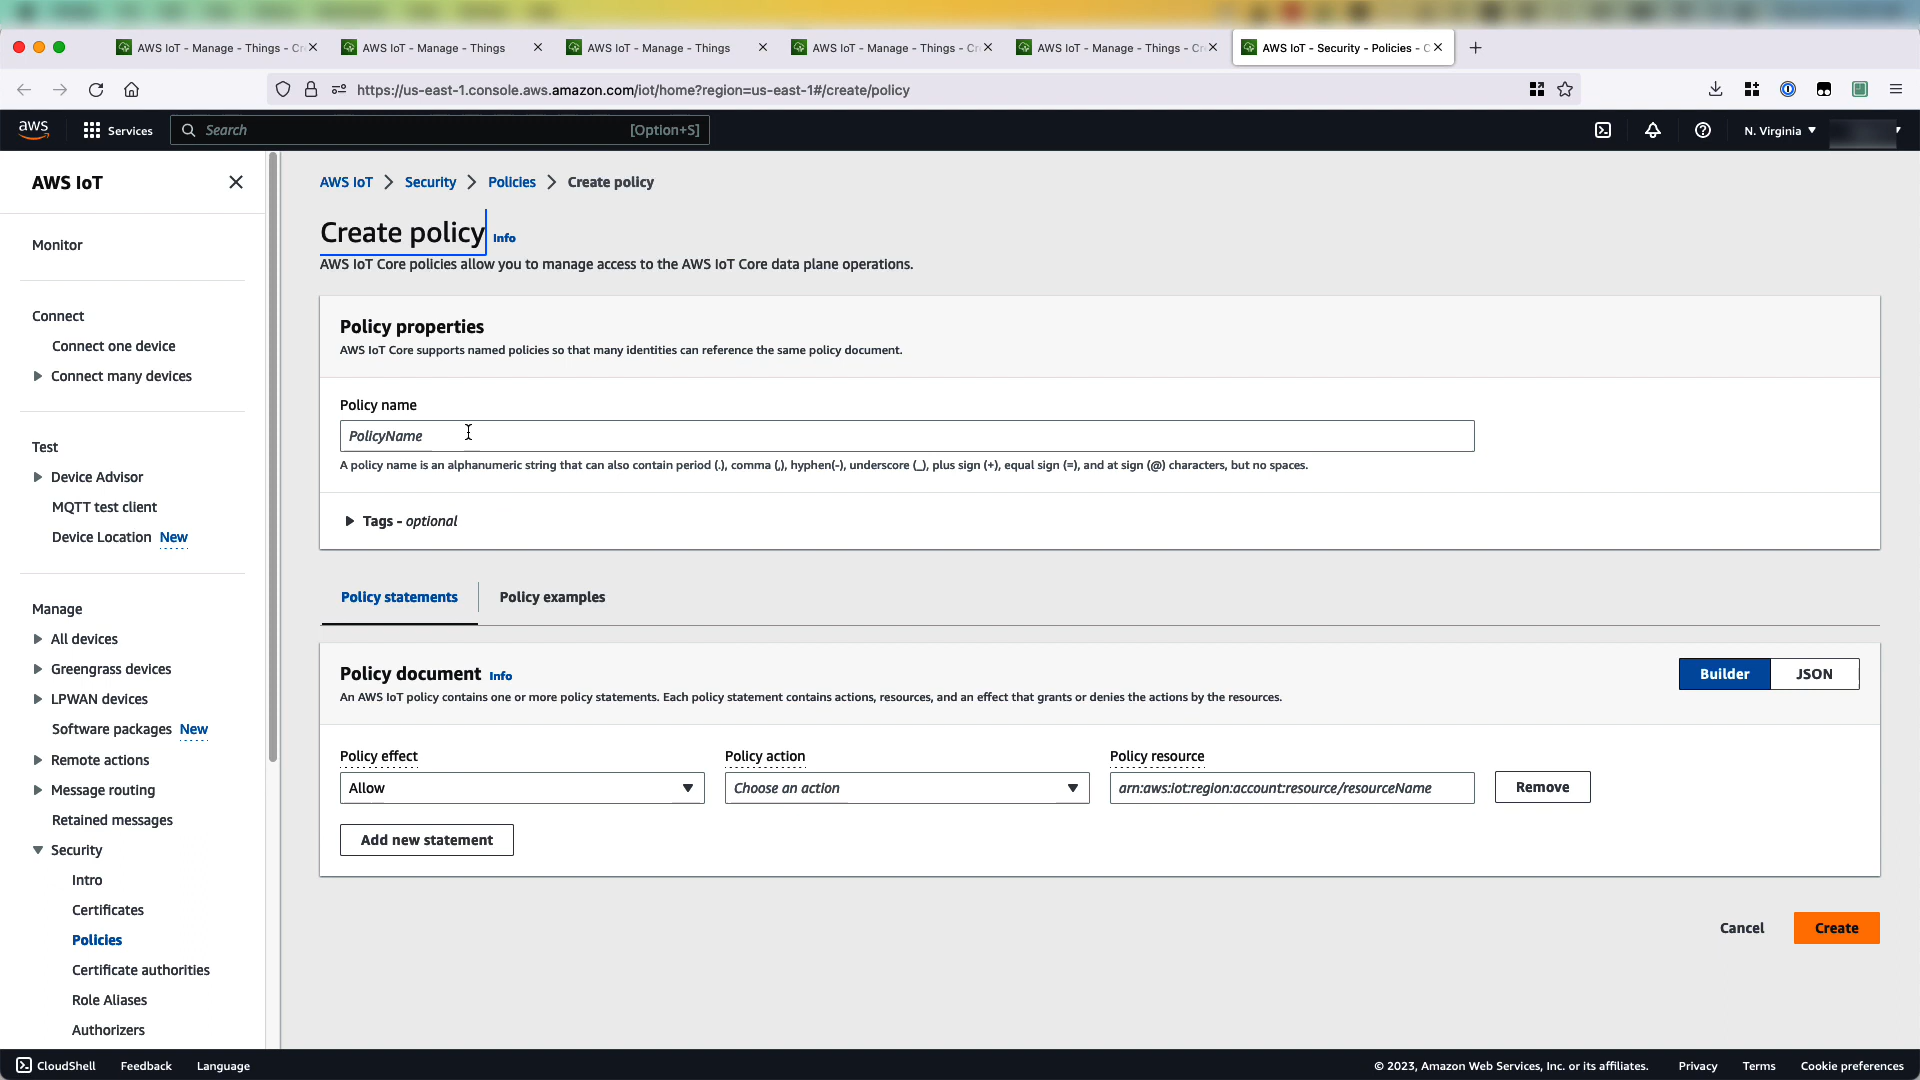 AWS IoT - Manage - Things - Cr
AWS IoT - Manage - Things
AWS IoT - Manage - Things
AWS IoT - Manage - Things - Cr
AWS IoT - Manage - Things - Cr
AWS IoT - Security - Policies - C
https://us-east-1.console.aws.amazon.com/iot/home?region=us-east-1#/create/policy
aws
Services
Search
[Option+S]
N. Virginia
AWS IoT
Monitor
Connect
Connect one device
Connect many devices
Test
Device Advisor
MQTT test client
Device Location New
Manage
All devices
Greengrass devices
LPWAN devices
Software packages New
Remote actions
Message routing
Retained messages
Security
Intro
Certificates
Policies
Certificate authorities
Role Aliases
Authorizers
AWS IoT > Security > Policies > Create policy
Create policy Info
AWS IoT Core policies allow you to manage access to the AWS IoT Core data plane operations.
Policy properties
AWS IoT Core supports named policies so that many identities can reference the same policy document.
Policy name
PolicyName
A policy name is an alphanumeric string that can also contain period (.), comma (,), hyphen(-), underscore (_), plus sign (+), equal sign (=), and at sign (@) characters, but no spaces.
Tags - optional
Policy statements
Policy examples
Policy document Info
An AWS IoT policy contains one or more policy statements. Each policy statement contains actions, resources, and an effect that grants or denies the actions by the resources.
Builder
JSON
Policy effect
Policy action
Policy resource
Allow
Choose an action
arn:aws:iot:region:account:resource/resourceName
Remove
Add new statement
Cancel
Create
CloudShell
Feedback
Language
© 2023, Amazon Web Services, Inc. or its affiliates.
Privacy
Terms
Cookie preferences